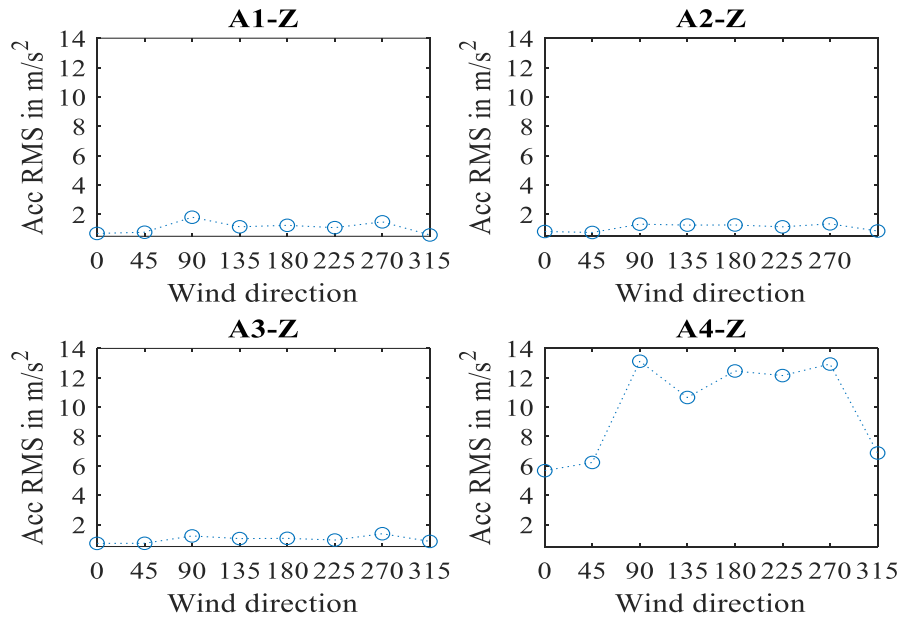 A1-Z
Acc RMS in m/s²
14
12
10
8
6
4
2
0 45 90 135 180 225 270 315
Wind direction
A2-Z
Acc RMS in m/s²
14
12
10
8
6
4
2
0 45 90 135 180 225 270
Wind direction
A3-Z
Acc RMS in m/s²
14
12
10
8
6
4
2
0 45 90 135 180 225 270 315
Wind direction
A4-Z
Acc RMS in m/s²
14
12
10
8
6
4
2
0 45 90 135 180 225 270 315
Wind direction